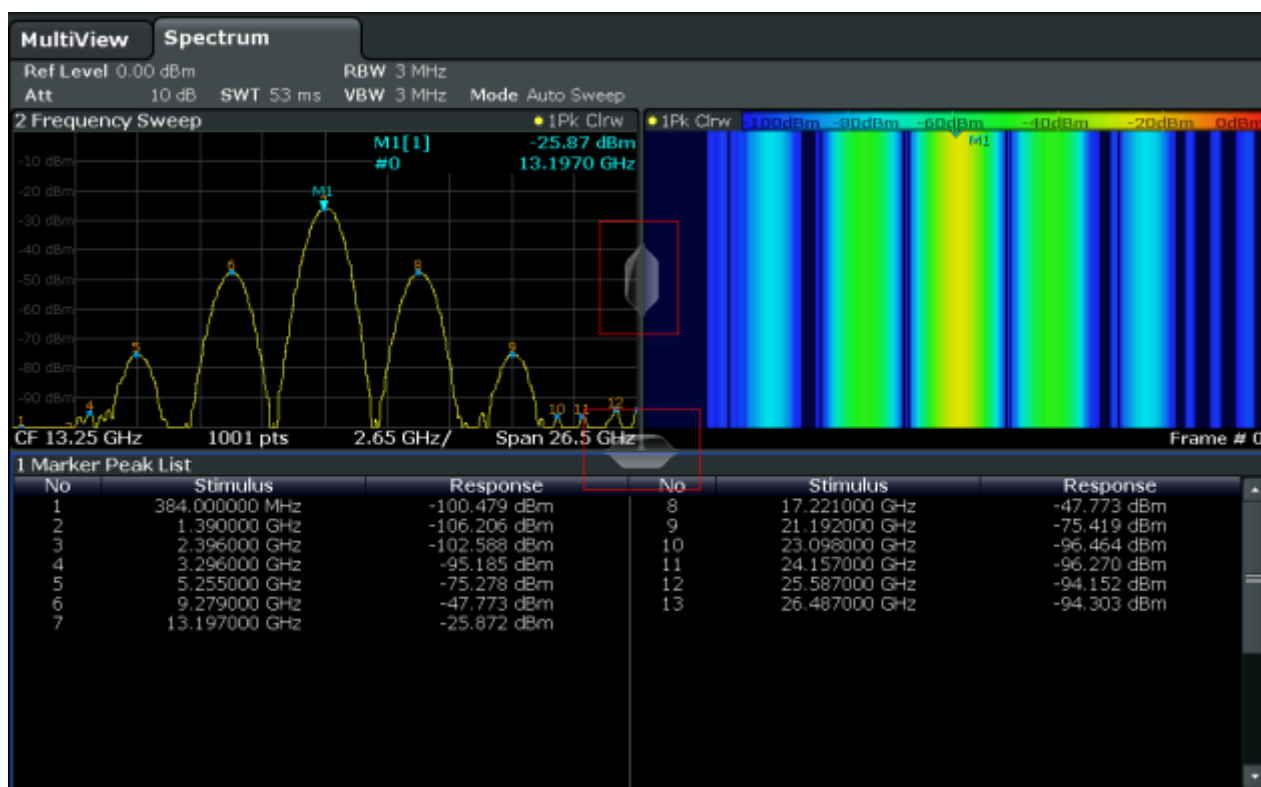 MultiView Spectrum
Ref Level 0.00 dBm RBW 3 MHz
Att 10 dB SWT 53 ms VBW 3 MHz Mode Auto Sweep
2 Frequency Sweep 1Pk Clrw
M1[1] -25.87 dBm
#0 13.1970 GHz
-10 dBm
-20 dBm
-30 dBm
-40 dBm
-50 dBm
-60 dBm
-70 dBm
-80 dBm
-90 dBm
M1
6
8
5
9
1
4
10 11 12
CF 13.25 GHz 1001 pts 2.65 GHz/ Span 26.5 GHz
1Pk Clrw -100dBm -80dBm -60dBm -40dBm -20dBm 0dBm
M1
Frame # 0
1 Marker Peak List
No Stimulus Response No Stimulus Response
1 384.000000 MHz -100.479 dBm 8 17.221000 GHz -47.773 dBm
2 1.390000 GHz -106.206 dBm 9 21.192000 GHz -75.419 dBm
3 2.396000 GHz -102.588 dBm 10 23.098000 GHz -96.464 dBm
4 3.296000 GHz -95.185 dBm 11 24.157000 GHz -96.270 dBm
5 5.255000 GHz -75.278 dBm 12 25.587000 GHz -94.152 dBm
6 9.279000 GHz -47.773 dBm 13 26.487000 GHz -94.303 dBm
7 13.197000 GHz -25.872 dBm